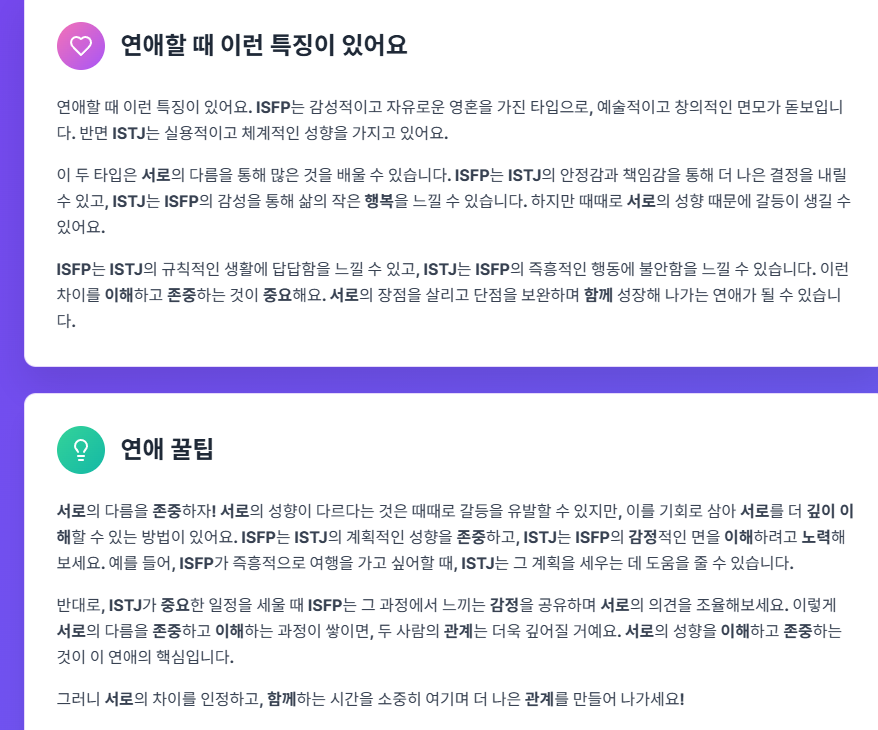 연애할 때 이런 특징이 있어요
연애할 때 이런 특징이 있어요. ISFP는 감성적이고 자유로운 영혼을 가진 타입으로, 예술적이고 창의적인 면모가 돋보입니
다. 반면 ISTJ는 실용적이고 체계적인 성향을 가지고 있어요.
이 두 타입은 서로의 다름을 통해 많은 것을 배울 수 있습니다. ISFP는 ISTJ의 안정감과 책임감을 통해 더 나은 결정을 내릴
수 있고, ISTJ는 ISFP의 감성을 통해 삶의 작은 행복을 느낄 수 있습니다. 하지만 때때로 서로의 성향 때문에 갈등이 생길 수
있어요.
ISFP는 ISTJ의 규칙적인 생활에 답답함을 느낄 수 있고, ISTJ는 ISFP의 즉흥적인 행동에 불안함을 느낄 수 있습니다. 이런
차이를 이해하고 존중하는 것이 중요해요. 서로의 장점을 살리고 단점을 보완하며 함께 성장해 나가는 연애가 될 수 있습니
다.
연애 꿀팁
서로의 다름을 존중하자! 서로의 성향이 다르다는 것은 때때로 갈등을 유발할 수 있지만, 이를 기회로 삼아 서로를 더 깊이 이
해할 수 있는 방법이 있어요. ISFP는 ISTJ의 계획적인 성향을 존중하고, ISTJ는 ISFP의 감정적인 면을 이해하려고 노력해
보세요. 예를 들어, ISFP가 즉흥적으로 여행을 가고 싶어할 때, ISTJ는 그 계획을 세우는 데 도움을 줄 수 있습니다.
반대로, ISTJ가 중요한 일정을 세울 때 ISFP는 그 과정에서 느끼는 감정을 공유하며 서로의 의견을 조율해보세요. 이렇게
서로의 다름을 존중하고 이해하는 과정이 쌓이면, 두 사람의 관계는 더욱 깊어질 거예요. 서로의 성향을 이해하고 존중하는
것이 이 연애의 핵심입니다.
그러니 서로의 차이를 인정하고, 함께하는 시간을 소중히 여기며 더 나은 관계를 만들어 나가세요!